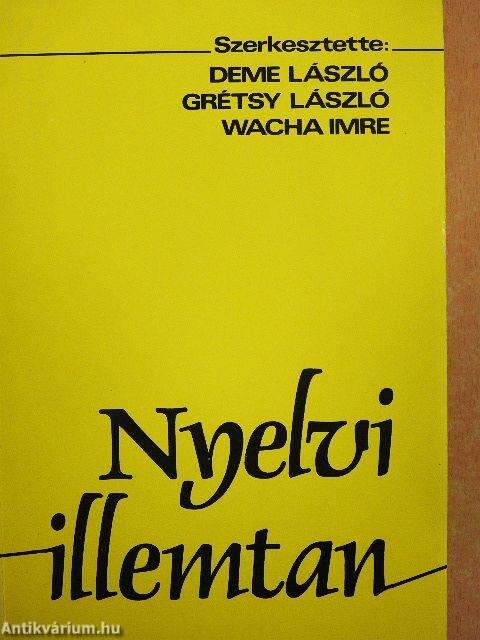 Szerkesztette:
DEME LÁSZLÓ
GRÉTSY LÁSZLÓ
WACHA IMRE
Nyelvi
illemtan
Antikvárium.hu